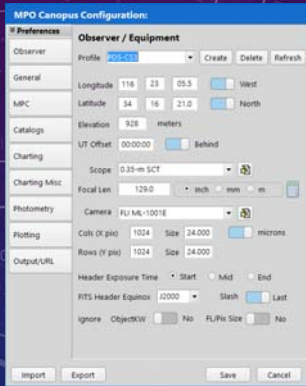 MPO Canopus Configuration:
Preferences
Observer
General
MPC
Catalogs
Charting
Charting Misc
Photometry
Plotting
Output/URL
Observer / Equipment
Profile PDS-CS3 Create Delete Refresh
Longitude 116 23 05.5 West
Latitude 34 16 21.0 North
Elevation 928 meters
UT Offset 00:00:00 Behind
Scope 0.35-m SCT
Focal Len 129.0 inch mm m
Camera FLI ML-1001E
Cols (X pix) 1024 Size 24.000 microns
Rows (Y pix) 1024 Size 24.000
Header Exposure Time Start Mid End
FITS Header Equinox J2000 Slash Last
Ignore ObjectKW No FL/Pix Size No
Import Export Save Cancel